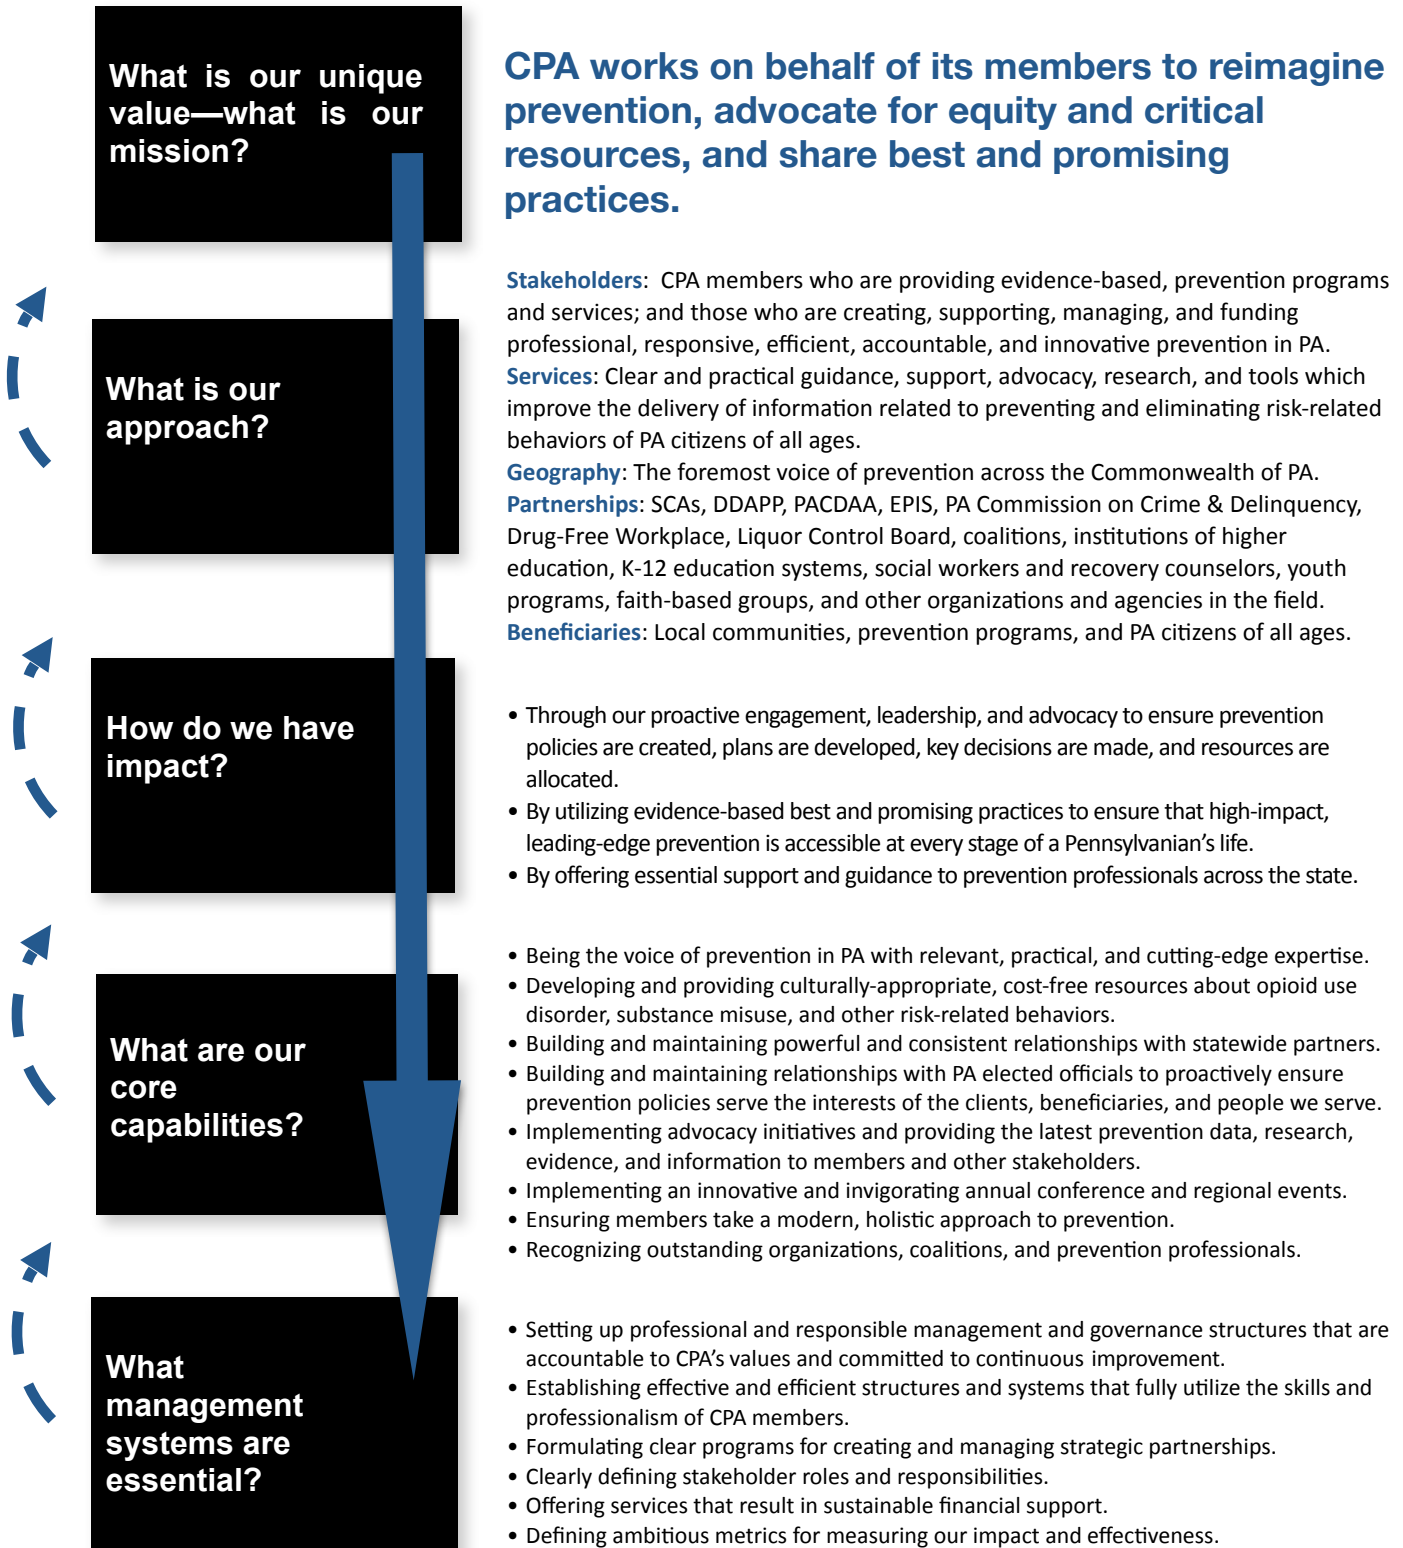 What is our unique
value—what is our
mission?
CPA works on behalf of its members to reimagine
prevention, advocate for equity and critical
resources, and share best and promising
practices.
What is our
approach?
Stakeholders:  CPA members who are providing evidence-based, prevention programs
and services; and those who are creating, supporting, managing, and funding
professional, responsive, efficient, accountable, and innovative prevention in PA.
Services: Clear and practical guidance, support, advocacy, research, and tools which
improve the delivery of information related to preventing and eliminating risk-related
behaviors of PA citizens of all ages.
Geography: The foremost voice of prevention across the Commonwealth of PA.
Partnerships: SCAs, DDAPP, PACDAA, EPIS, PA Commission on Crime & Delinquency,
Drug-Free Workplace, Liquor Control Board, coalitions, institutions of higher
education, K-12 education systems, social workers and recovery counselors, youth
programs, faith-based groups, and other organizations and agencies in the field.
Beneficiaries: Local communities, prevention programs, and PA citizens of all ages.
How do we have
impact?
• Through our proactive engagement, leadership, and advocacy to ensure prevention
policies are created, plans are developed, key decisions are made, and resources are
allocated.
• By utilizing evidence-based best and promising practices to ensure that high-impact,
leading-edge prevention is accessible at every stage of a Pennsylvanian's life.
• By offering essential support and guidance to prevention professionals across the state.
What are our
core
capabilities?
• Being the voice of prevention in PA with relevant, practical, and cutting-edge expertise.
• Developing and providing culturally-appropriate, cost-free resources about opioid use
disorder, substance misuse, and other risk-related behaviors.
• Building and maintaining powerful and consistent relationships with statewide partners.
• Building and maintaining relationships with PA elected officials to proactively ensure
prevention policies serve the interests of the clients, beneficiaries, and people we serve.
• Implementing advocacy initiatives and providing the latest prevention data, research,
evidence, and information to members and other stakeholders.
• Implementing an innovative and invigorating annual conference and regional events.
• Ensuring members take a modern, holistic approach to prevention.
• Recognizing outstanding organizations, coalitions, and prevention professionals.
What
management
systems are
essential?
• Setting up professional and responsible management and governance structures that are
accountable to CPA's values and committed to continuous improvement.
• Establishing effective and efficient structures and systems that fully utilize the skills and
professionalism of CPA members.
• Formulating clear programs for creating and managing strategic partnerships.
• Clearly defining stakeholder roles and responsibilities.
• Offering services that result in sustainable financial support.
• Defining ambitious metrics for measuring our impact and effectiveness.